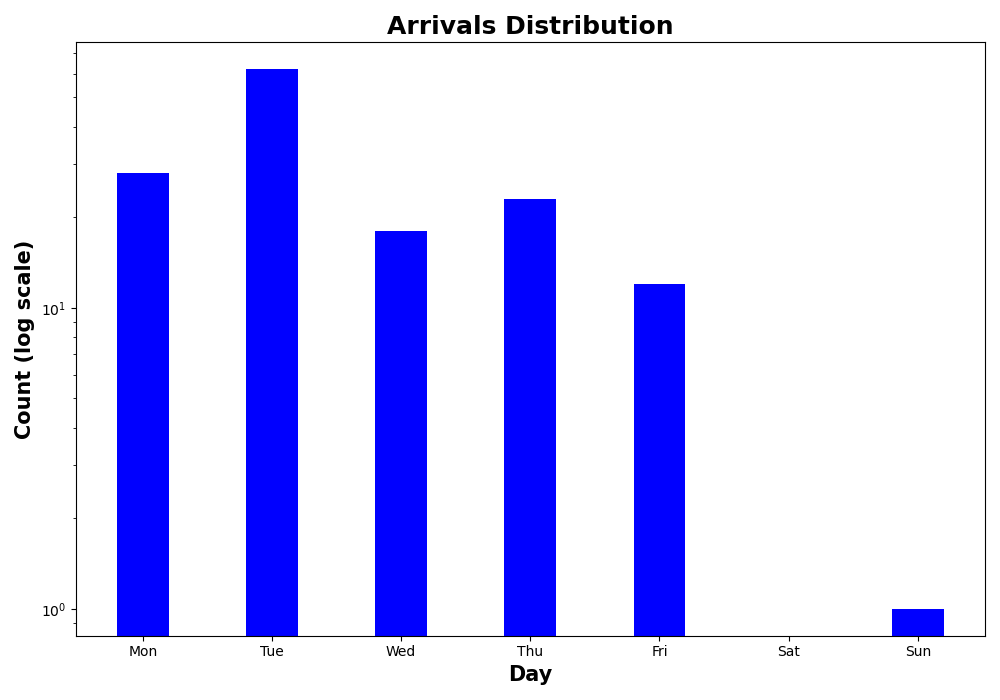 Arrivals Distribution
Count (log scale)
10¹
10⁰
Mon Tue Wed Thu Fri Sat Sun
Day